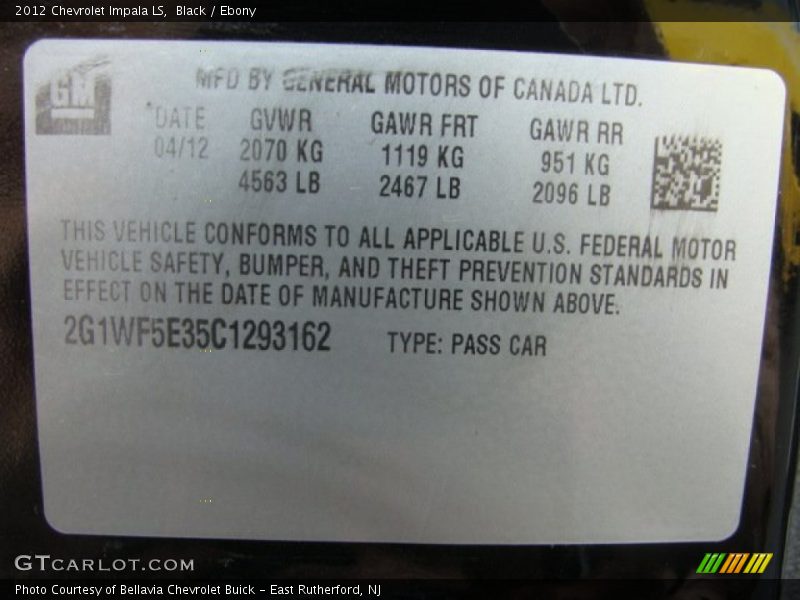 2012 Chevrolet Impala LS, Black / Ebony
GM
MFD BY GENERAL MOTORS OF CANADA LTD.
DATE GVWR GAWR FRT GAWR RR
04/12 2070 KG 1119 KG 951 KG
4563 LB 2467 LB 2096 LB
THIS VEHICLE CONFORMS TO ALL APPLICABLE U.S. FEDERAL MOTOR
VEHICLE SAFETY, BUMPER, AND THEFT PREVENTION STANDARDS IN
EFFECT ON THE DATE OF MANUFACTURE SHOWN ABOVE.
2G1WF5E35C1293162 TYPE: PASS CAR
GTCARLOT.COM
Photo Courtesy of Bellavia Chevrolet Buick – East Rutherford, NJ